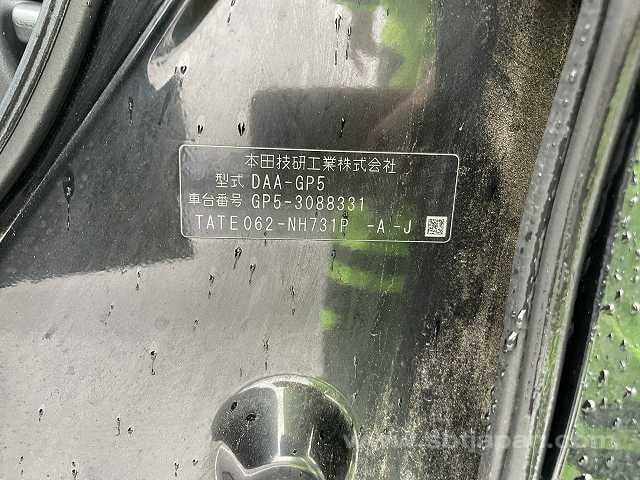 本田技研工業株式会社
型式 DAA-GP5
車台番号 GP5-3088331
TATE062-NH731P -A-J
www.sbtjapan.com